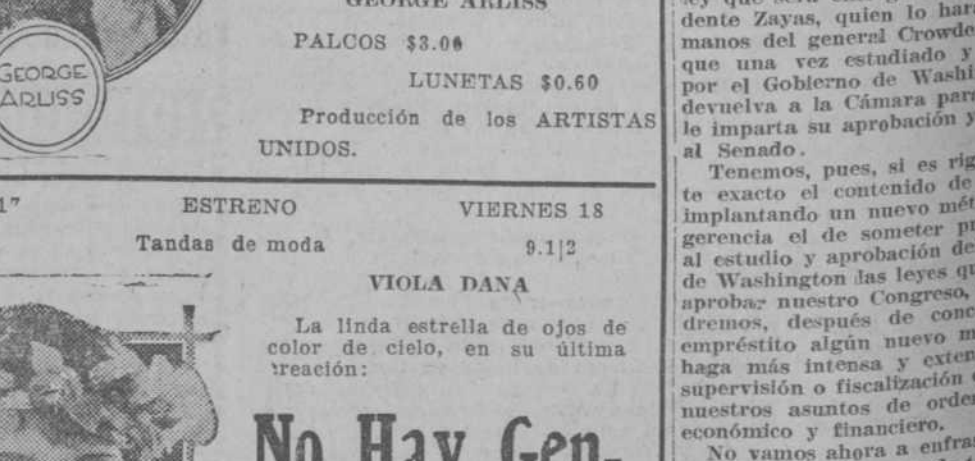 GEORGE ARLISS
PALCOS $3.00
LUNETAS $0.60
GEORGE
ARLISS
Producción de los ARTISTAS
UNIDOS.
17
ESTRENO
VIERNES 18
Tandas de moda
9.1|2
VIOLA DANA
La linda estrella de ojos de
color de cielo, en su última
creación:
No Hay Gen-
dente Zayas, quien lo hará
manos del general Crowde
que una vez estudiado y
por el Gobierno de Washi
devuelva a la Cámara para
le imparta su aprobación y
al Senado.
Tenemos, pues, si es rig
te exacto el contenido de
implantando un nuevo mét
gerencia el de someter pr
al estudio y aprobación de
de Washington las leyes qu
aprobar nuestro Congreso,
dremos, después de conc
empréstito algún nuevo m
haga más intensa y exten
supervisión o fiscalización
nuestros asuntos de orde
económico y financiero.
No vamos ahora a enfras